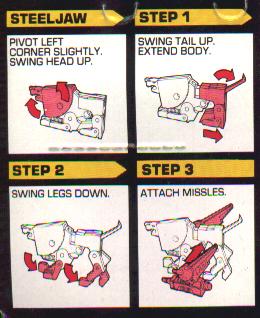 STEELJAW
PIVOT LEFT
CORNER SLIGHTLY.
SWING HEAD UP.
STEP 1
SWING TAIL UP.
EXTEND BODY.
STEP 2
SWING LEGS DOWN.
STEP 3
ATTACH MISSLES.